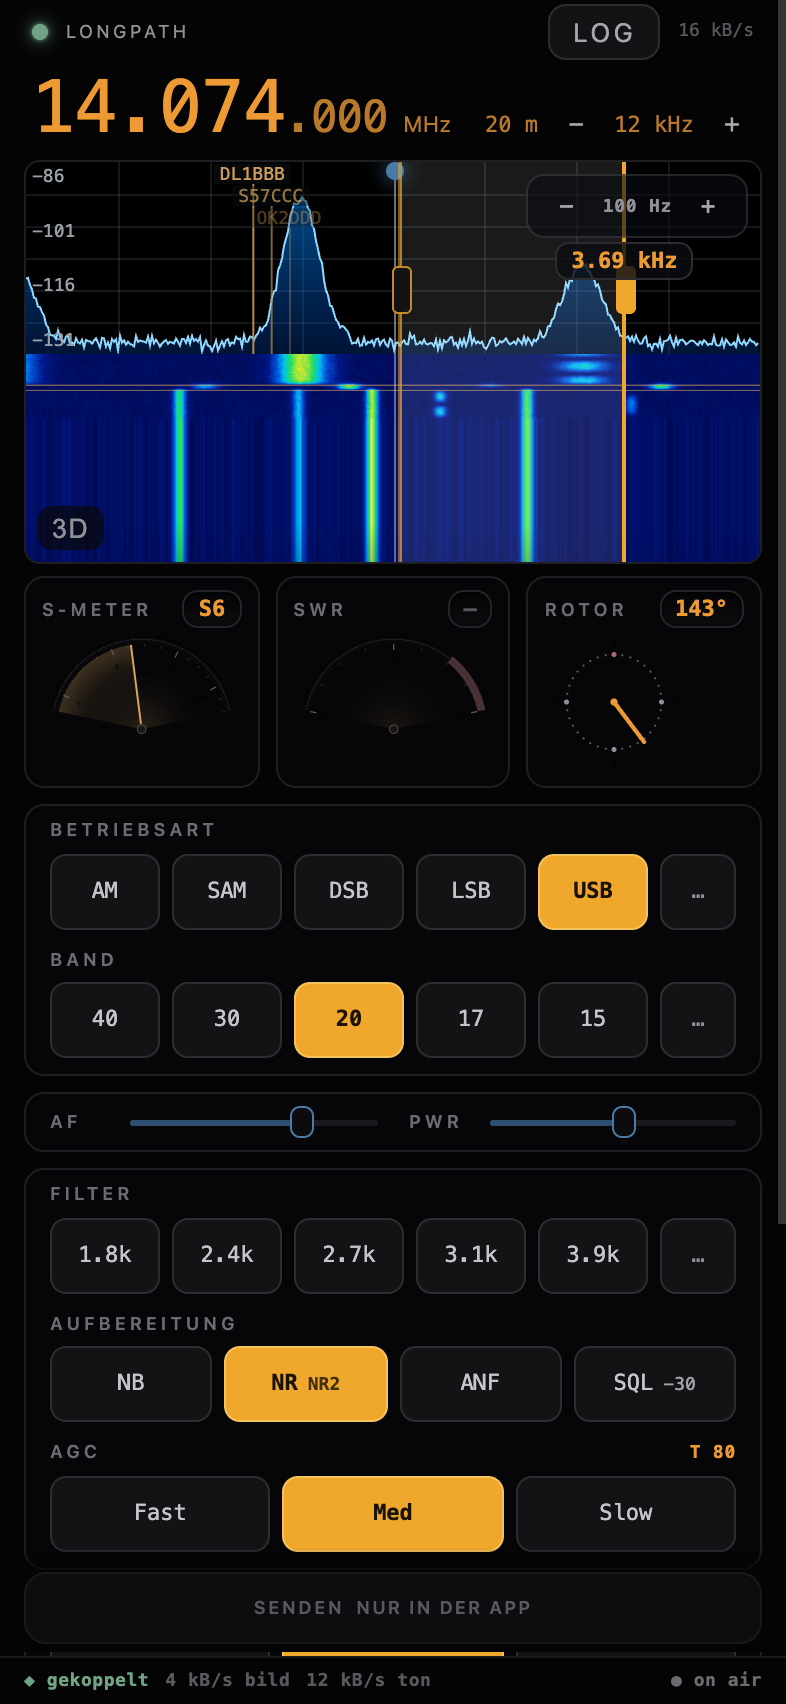 LONGPATH LOG 16 kB/s
14.074.000 MHz 20 m − 12 kHz +
−86 DL1BBB
S57CCC − 100 Hz +
OK2DDD
−101
3.69 kHz
−116
−131
3D
S-METER S6 SWR — ROTOR 143°
BETRIEBSART
AM SAM DSB LSB USB …
BAND
40 30 20 17 15 …
AF PWR
FILTER
1.8k 2.4k 2.7k 3.1k 3.9k …
AUFBEREITUNG
NB NR NR2 ANF SQL −30
AGC T 80
Fast Med Slow
SENDEN NUR IN DER APP
◆ gekoppelt 4 kB/s bild 12 kB/s ton ● on air